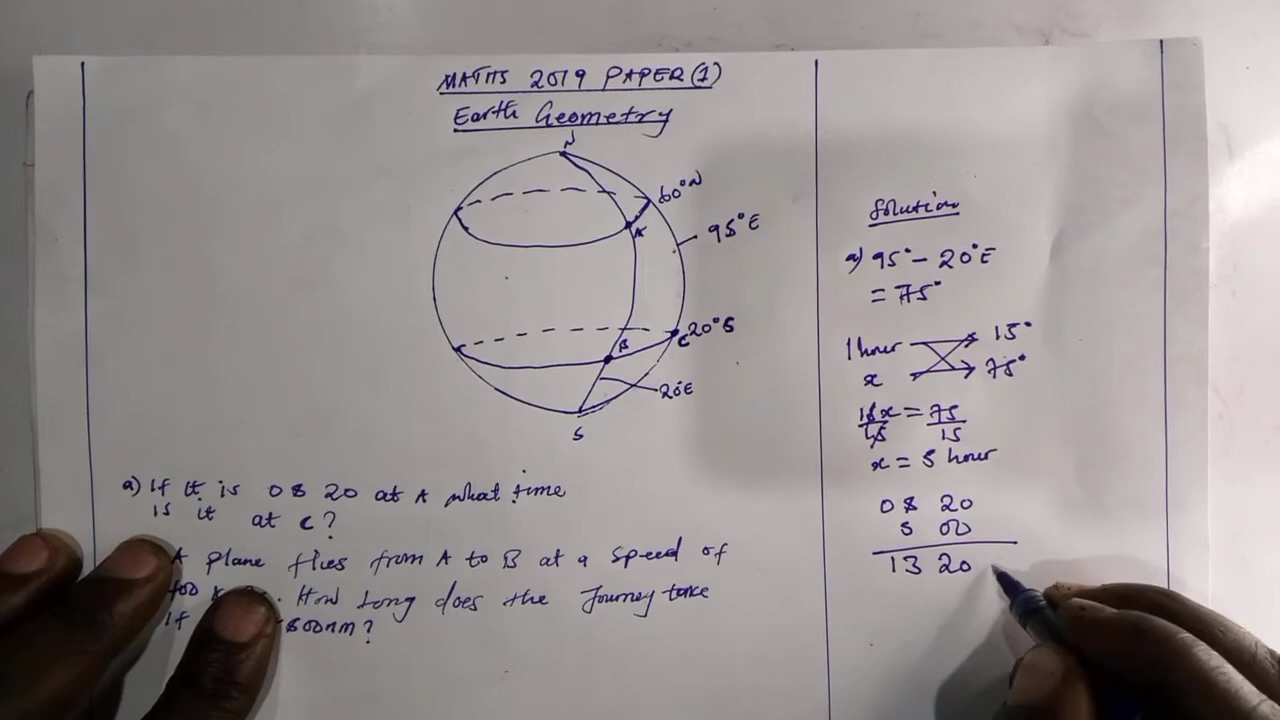 MATHS 2019 PAPER (1)
Earth Geometry
N
60°N
A
95°E
20°S
B
C
20°E
S
a) If it is 08 20 at A what time
is it at C?
A plane flies from A to B at a speed of
How long does the Journey take
If
Solution
a) 95° - 20°E
= 75°
1 hour 15°
x 75°
15x = 75
15 15
x = 5 hour
08 20
5 00
13 20